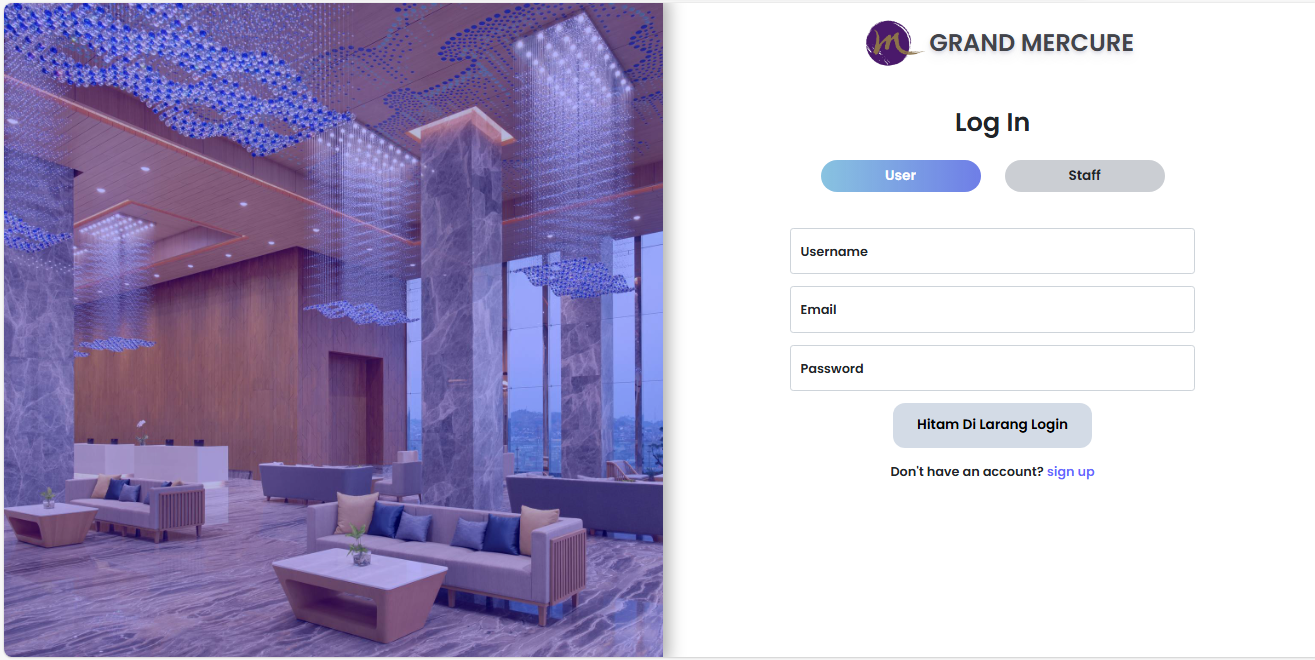 GRAND MERCURE
Log In
User
Staff
Username
Email
Password
Hitam Di Larang Login
Don't have an account? sign up